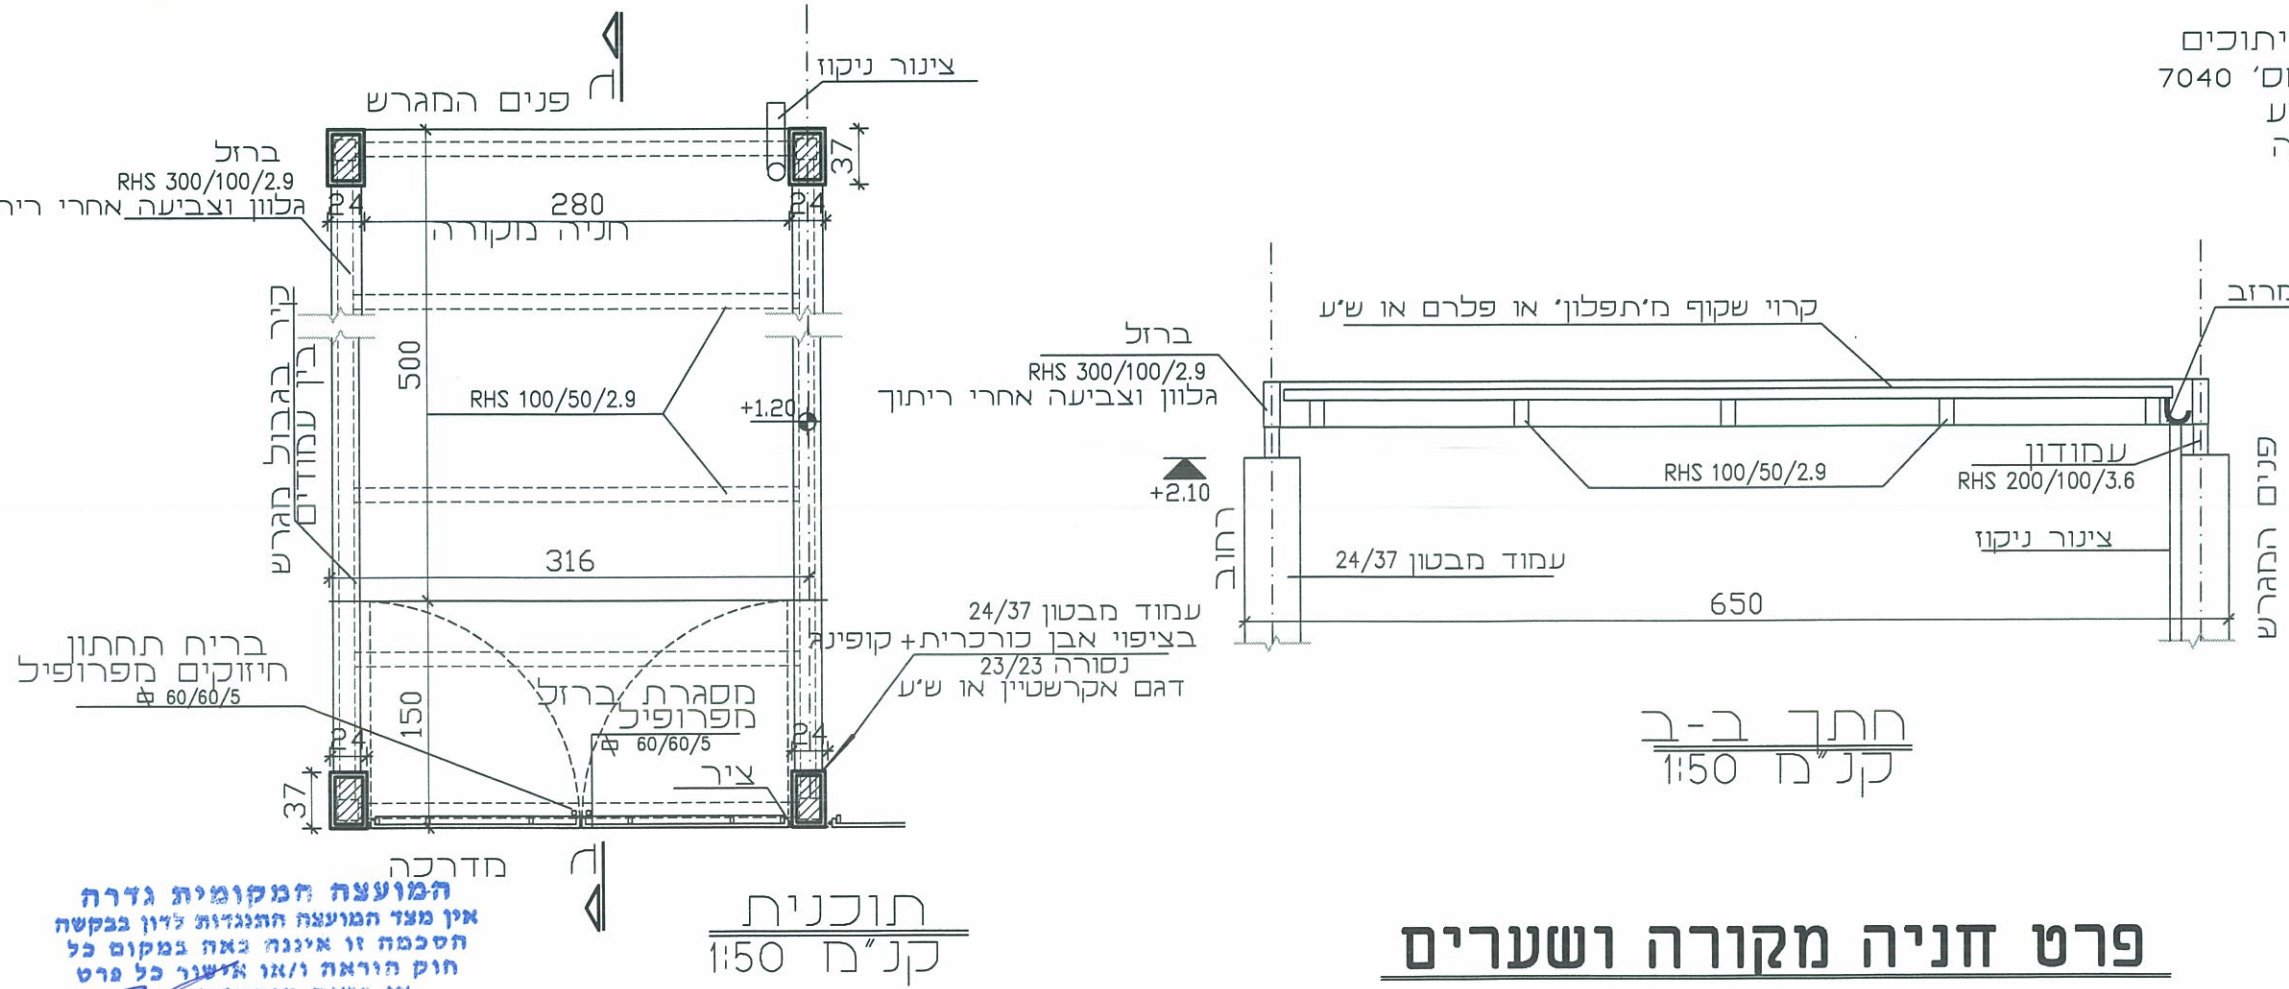 צינור ניקוז
פנים המגרש
ב
ברזל
RHS 300/100/2.9
גלוון וצביעה אחרי
37
24
280
24
חניה מקורה
קיר בגבול מגרש
בין עמודים
500
RHS 100/50/2.9
+1.20
316
עמוד מבטון 24/37
בציפוי אבן כורכרית + קופינג
נסורה 23/23
דגם אקרשטיין או ש"ע
בריח תחתון
חיזוקים מפרופיל
60/60/5
150
מסגרת ברזל
מפרופיל
60/60/5
24
24
ציר
37
מדרכה
ב
תוכנית
קנ"מ 1:50
המועצה המקומית גדרה
אין מצד המועצה התנגדות לדון בבקשה
הסכמה זו איננה באה במקום כל
חוק הוראה ו/או אישור כל פרט
7040
קרוי שקוף מ'תפלון' או פלרם או ש"ע
מרזב
ברזל
RHS 300/100/2.9
גלוון וצביעה אחרי ריתוך
+2.10
RHS 100/50/2.9
עמודון
RHS 200/100/3.6
רחוב
עמוד מבטון 24/37
צינור ניקוז
פנים המגרש
650
חתך ב-ב
קנ"מ 1:50
פרט חניה מקורה ושערים